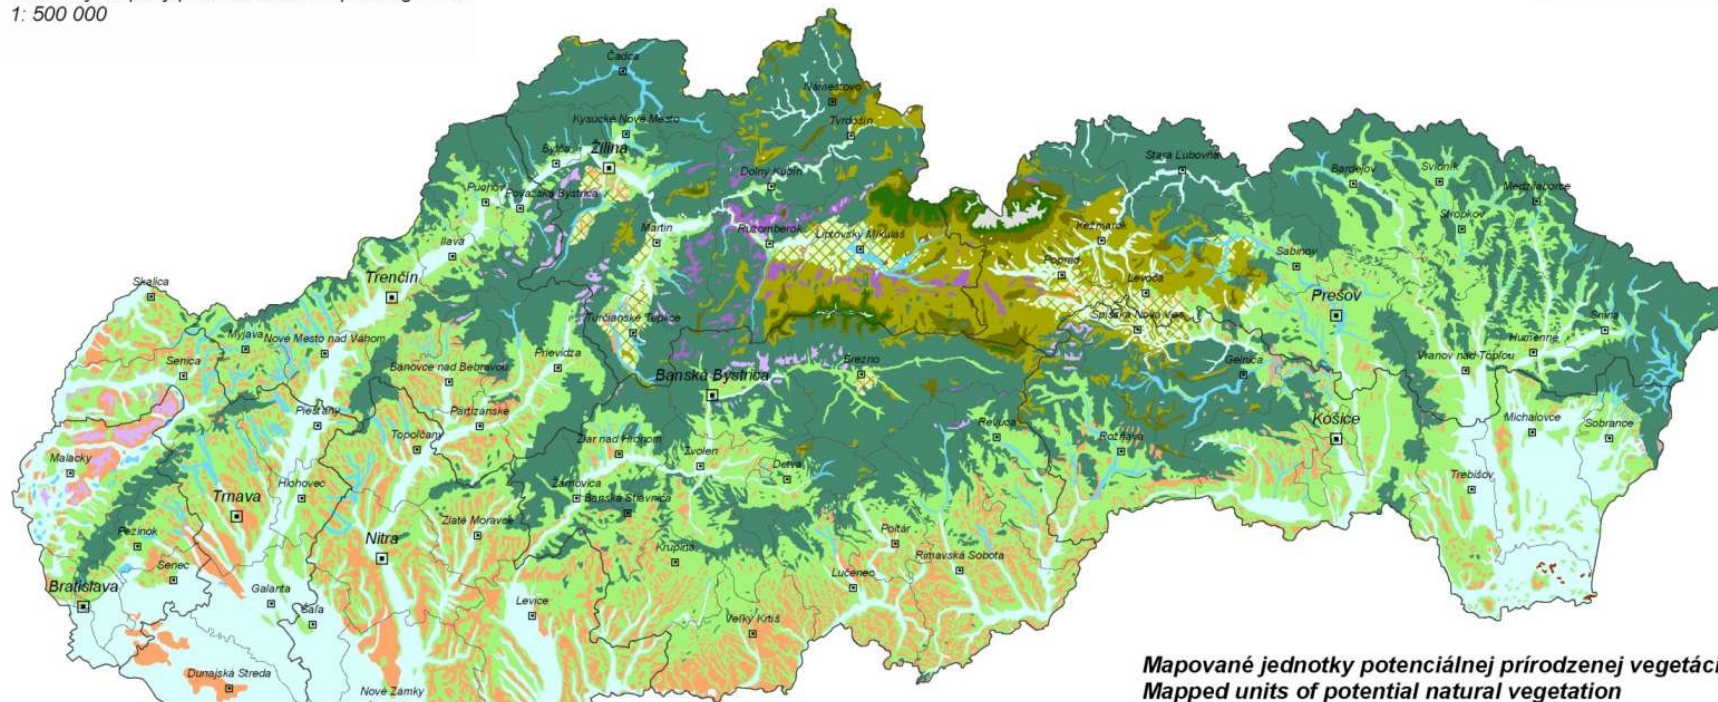 1: 500 000
Čadca
Námestovo
Kysucké Nové Mesto
Tvrdošín
Bytča
Žilina
Stará Ľubovňa
Dolný Kubín
Bardejov
Svidník
Medzilaborce
Púchov
Považská Bystrica
Stropkov
Martin
Ružomberok
Liptovský Mikuláš
Kežmarok
Ilava
Sabinov
Poprad
Levoča
Skalica
Trenčín
Prešov
Turčianske Teplice
Spišská Nová Ves
Snina
Myjava
Nové Mesto nad Váhom
Humenné
Senica
Prievidza
Vranov nad Topľou
Bánovce nad Bebravou
Banská Bystrica
Brezno
Gelnica
Piešťany
Partizánske
Revúca
Košice
Michalovce
Sobrance
Topoľčany
Žiar nad Hronom
Rožňava
Malacky
Zvolen
Detva
Hlohovec
Žarnovica
Trebišov
Trnava
Banská Štiavnica
Pezinok
Nitra
Zlaté Moravce
Poltár
Krupina
Rimavská Sobota
Senec
Lučenec
Bratislava
Galanta
Levice
Šaľa
Veľký Krtíš
Dunajská Streda
Nové Zámky
Mapované jednotky potenciálnej prírodzenej vegetáci
Mapped units of potential natural vegetation